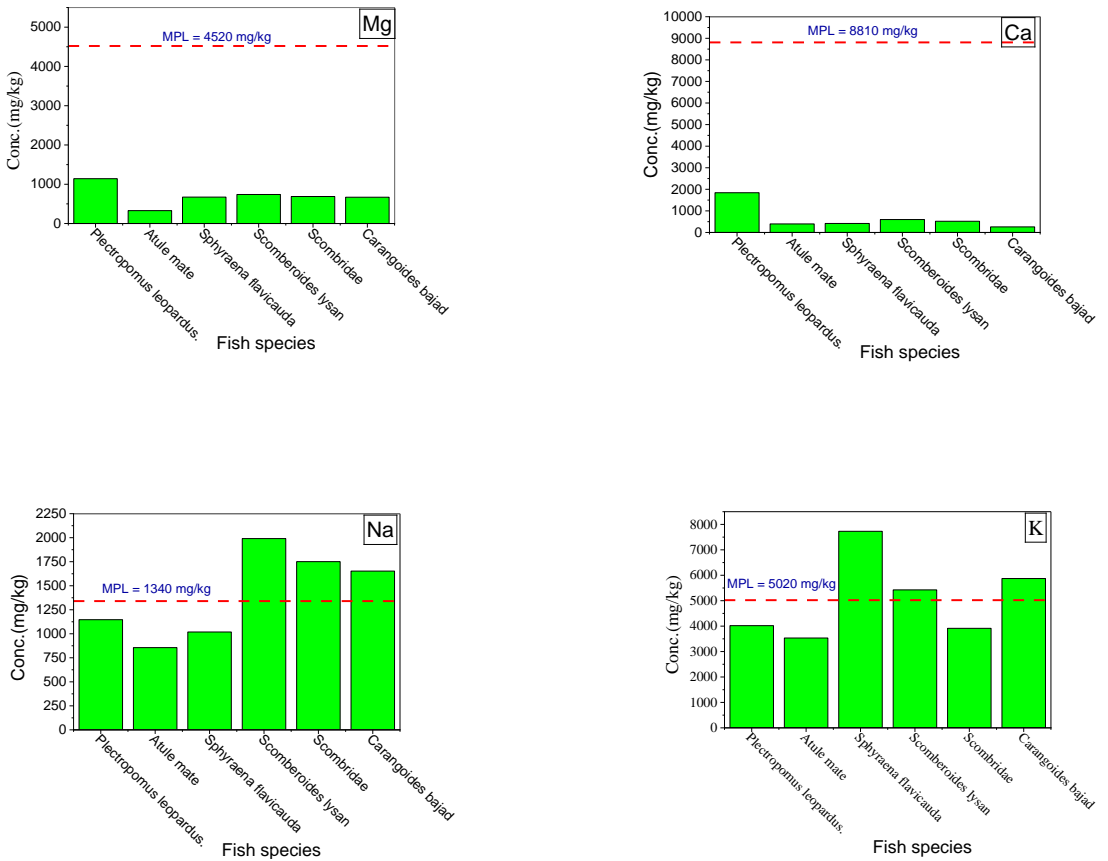 Mg
MPL = 4520 mg/kg
Conc.(mg/kg)
5000
4000
3000
2000
1000
0
Plectropomus leopardus.
Atule mate
Sphyraena flavicauda
Scomberoides lysan
Scombridae
Carangoides bajad
Fish species
Ca
MPL = 8810 mg/kg
Conc.(mg/kg)
10000
9000
8000
7000
6000
5000
4000
3000
2000
1000
0
Plectropomus leopardus.
Atule mate
Sphyraena flavicauda
Scomberoides lysan
Scombridae
Carangoides bajad
Fish species
Na
MPL = 1340 mg/kg
Conc.(mg/kg)
2250
2000
1750
1500
1250
1000
750
500
250
0
Plectropomus leopardus.
Atule mate
Sphyraena flavicauda
Scomberoides lysan
Scombridae
Carangoides bajad
Fish species
K
MPL = 5020 mg/kg
Conc.(mg/kg)
8000
7000
6000
5000
4000
3000
2000
1000
0
Plectropomus leopardus.
Atule mate
Sphyraena flavicauda
Scomberoides lysan
Scombridae
Carangoides bajad
Fish species